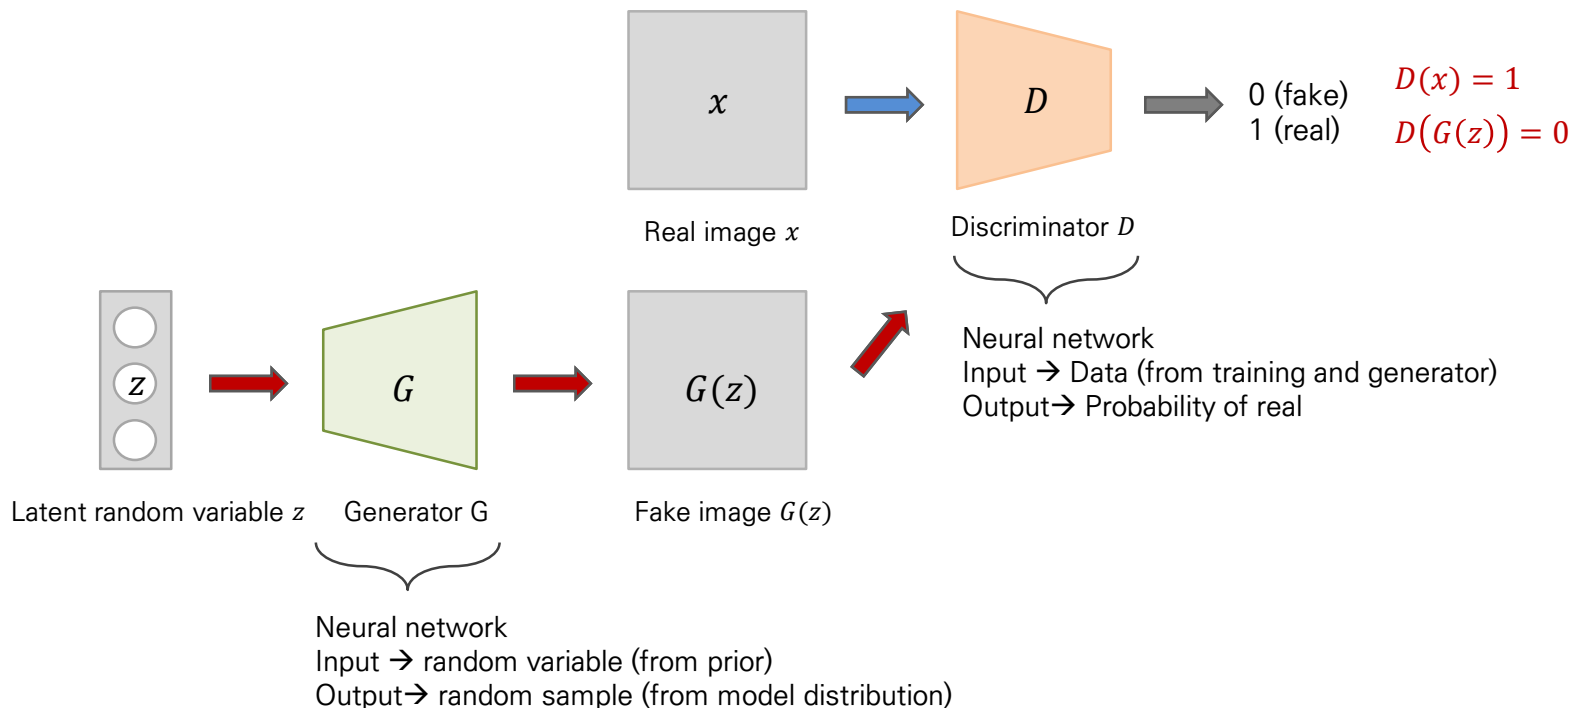 x
D
0 (fake)
1 (real)
D(x) = 1
D(G(z)) = 0
Real image x
Discriminator D
z
G
G(z)
Neural network
Input → Data (from training and generator)
Output→ Probability of real
Latent random variable z
Generator G
Fake image G(z)
Neural network
Input → random variable (from prior)
Output→ random sample (from model distribution)